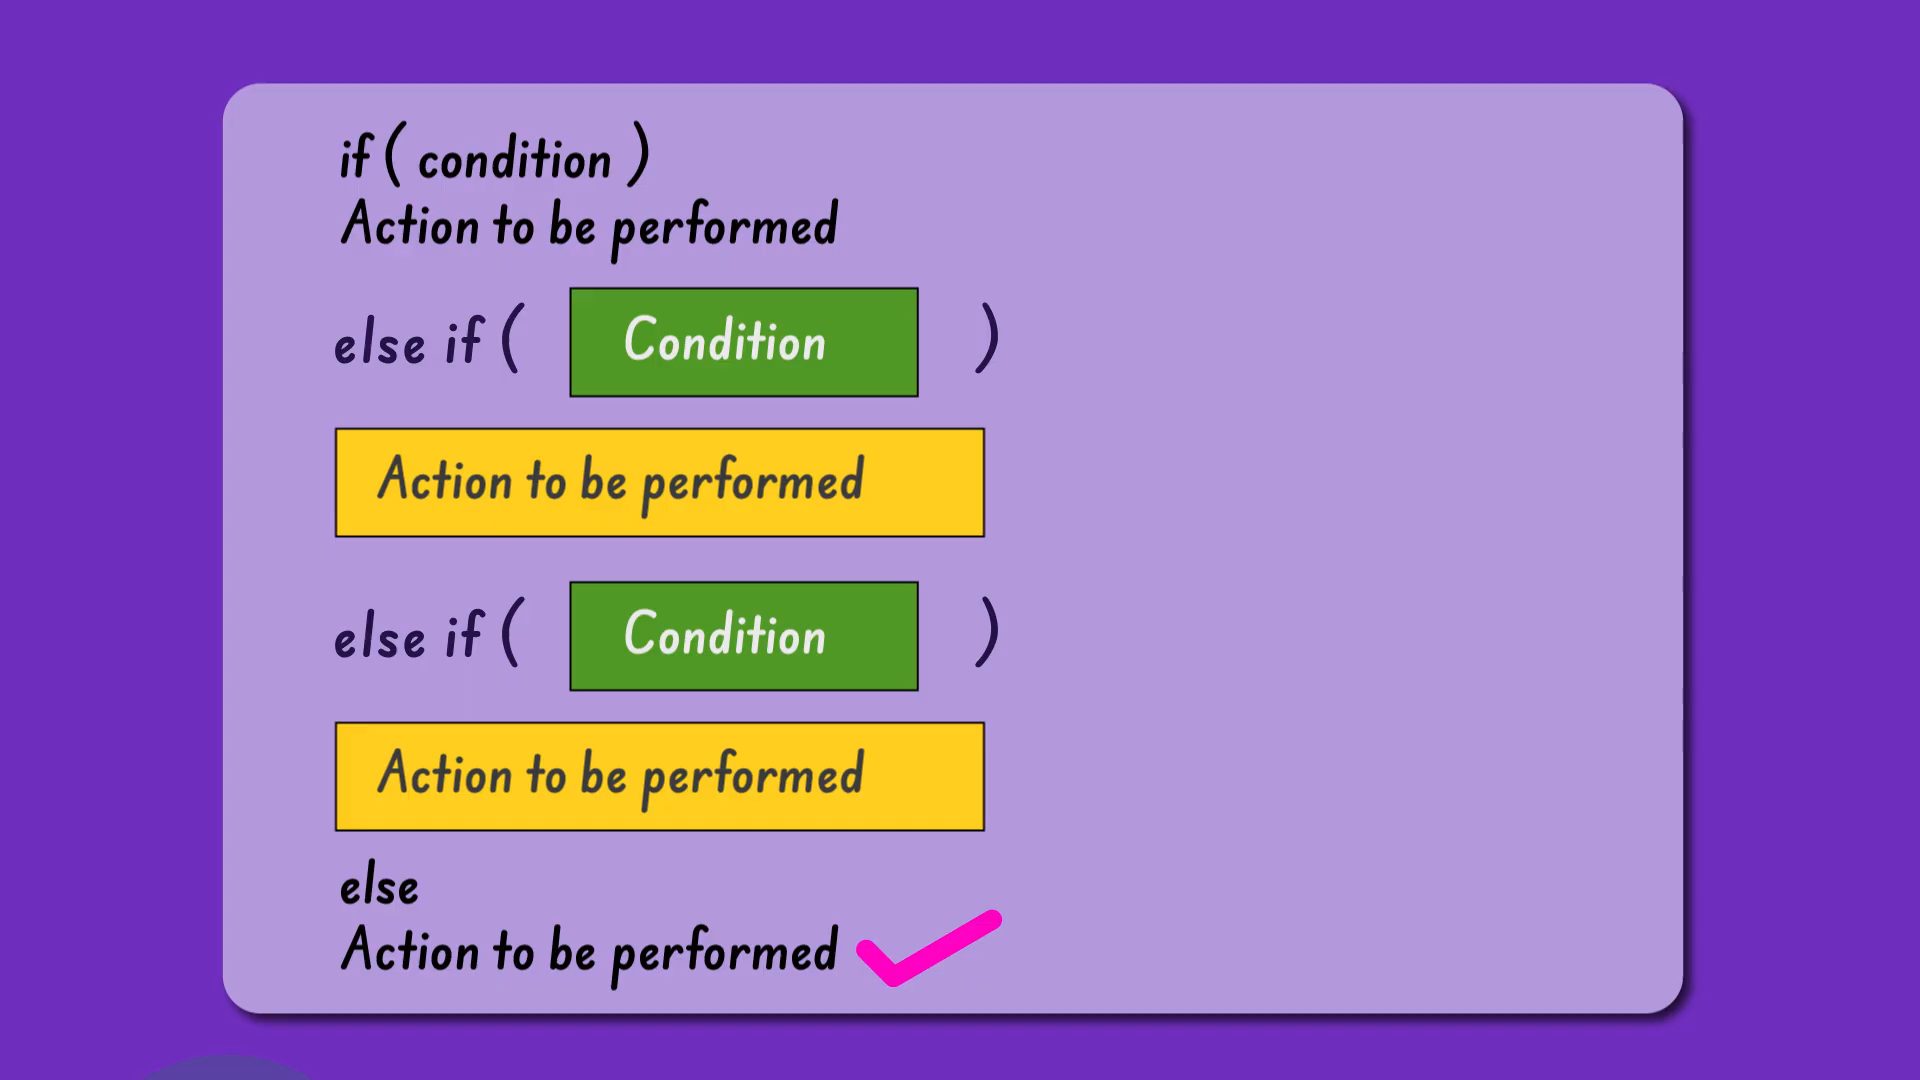 if ( condition )
Action to be performed
else if ( Condition )
Action to be performed
else if ( Condition )
Action to be performed
else
Action to be performed